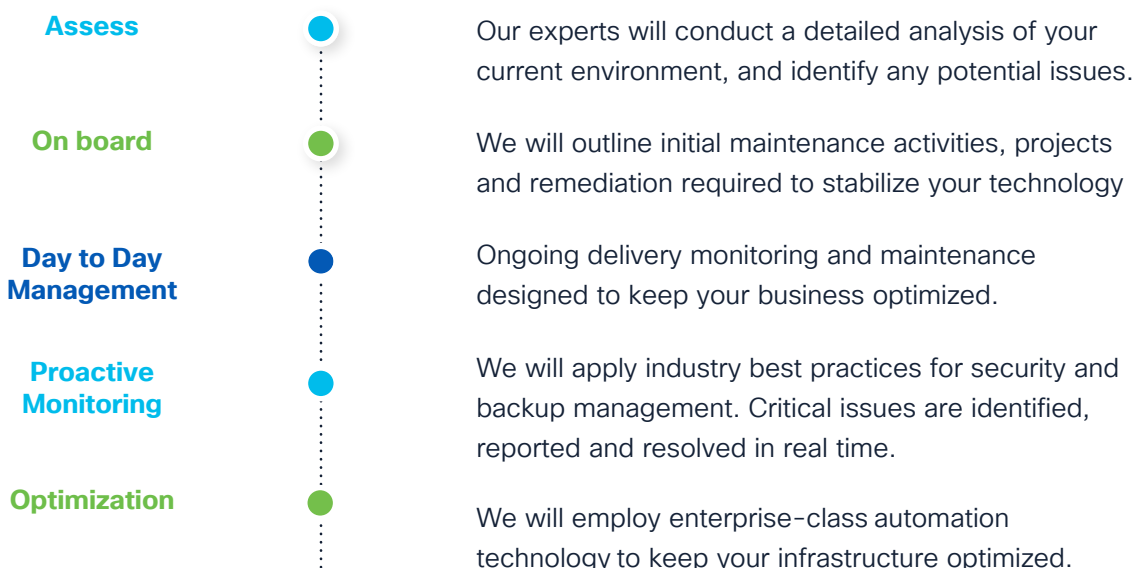 Assess
Our experts will conduct a detailed analysis of your
current environment, and identify any potential issues.
On board
We will outline initial maintenance activities, projects
and remediation required to stabilize your technology
Day to Day
Management
Ongoing delivery monitoring and maintenance
designed to keep your business optimized.
Proactive
Monitoring
We will apply industry best practices for security and
backup management. Critical issues are identified,
reported and resolved in real time.
Optimization
We will employ enterprise-class automation
technology to keep your infrastructure optimized.